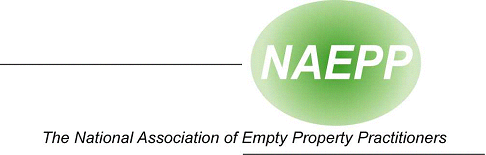 NAEPP
The National Association of Empty Property Practitioners